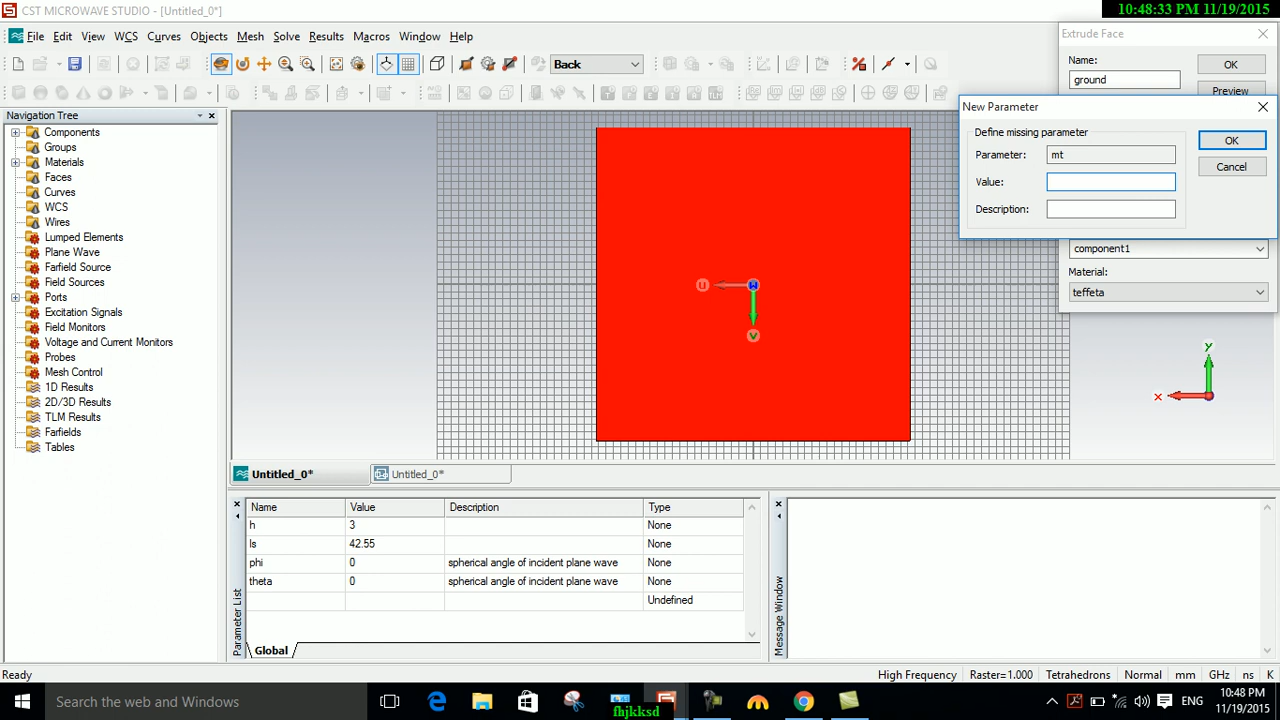 CST MICROWAVE STUDIO - [Untitled_0*]
10:48:33 PM 11/19/2015
File Edit View WCS Curves Objects Mesh Solve Results Macros Window Help
Back
Extrude Face
Name:
OK
ground
Preview
New Parameter
Define missing parameter
OK
Parameter: mt
Cancel
Value:
Description:
component1
Material:
teffeta
Navigation Tree
Components
Groups
Materials
Faces
Curves
WCS
Wires
Lumped Elements
Plane Wave
Farfield Source
Field Sources
Ports
Excitation Signals
Field Monitors
Voltage and Current Monitors
Probes
Mesh Control
1D Results
2D/3D Results
TLM Results
Farfields
Tables
U
W
V
y
x
Untitled_0* Untitled_0*
Name Value Description Type
h 3 None
ls 42.55 None
phi 0 spherical angle of incident plane wave None
theta 0 spherical angle of incident plane wave None
Undefined
Parameter List
Global
Message Window
Ready
High Frequency Raster=1.000 Tetrahedrons Normal mm GHz ns K
Search the web and Windows
fhjkksd
ENG
10:48 PM
11/19/2015